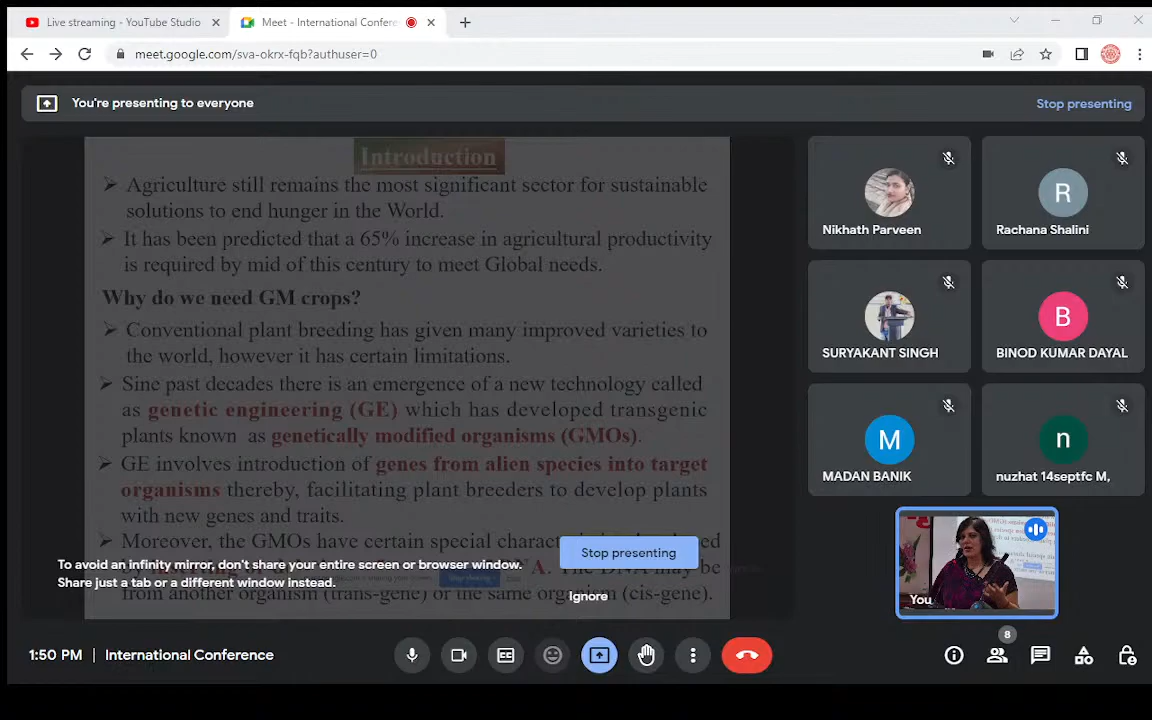 Live streaming - YouTube Studio
Meet - International Confere
meet.google.com/sva-okrx-fqb?authuser=0
You're presenting to everyone
Stop presenting
Introduction
Agriculture still remains the most significant sector for sustainable
solutions to end hunger in the World.
It has been predicted that a 65% increase in agricultural productivity
is required by mid of this century to meet Global needs.
Why do we need GM crops?
Conventional plant breeding has given many improved varieties to
the world, however it has certain limitations.
Sine past decades there is an emergence of a new technology called
as genetic engineering (GE) which has developed transgenic
plants known as genetically modified organisms (GMOs).
GE involves introduction of genes from alien species into target
organisms thereby, facilitating plant breeders to develop plants
with new genes and traits.
Moreover, the GMOs have certain special
The DNA may be
from another organism (trans-gene) or the same organism (cis-gene).
To avoid an infinity mirror, don't share your entire screen or browser window.
Share just a tab or a different window instead.
Stop presenting
Ignore
Nikhath Parveen
R
Rachana Shalini
SURYAKANT SINGH
B
BINOD KUMAR DAYAL
M
MADAN BANIK
n
nuzhat 14septfc M,
You
1:50 PM | International Conference
8